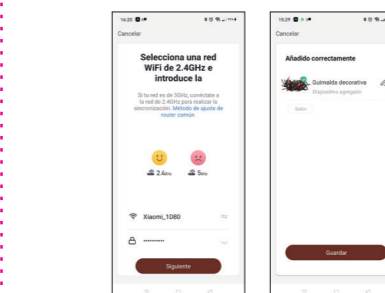 16:20
Cancelar
Selecciona una red
WiFi de 2.4GHz e
introduce la
Si tu red es de 5GHz, conéctate a
la red de 2.4GHz para realizar la
sincronización. Método de ajuste de
router común
2.4GHz
5GHz
Xiaomi_1D80
Siguiente
15:29
Cancelar
Añadido correctamente
Guirnalda decorativa
Dispositivo agregado
Guardar